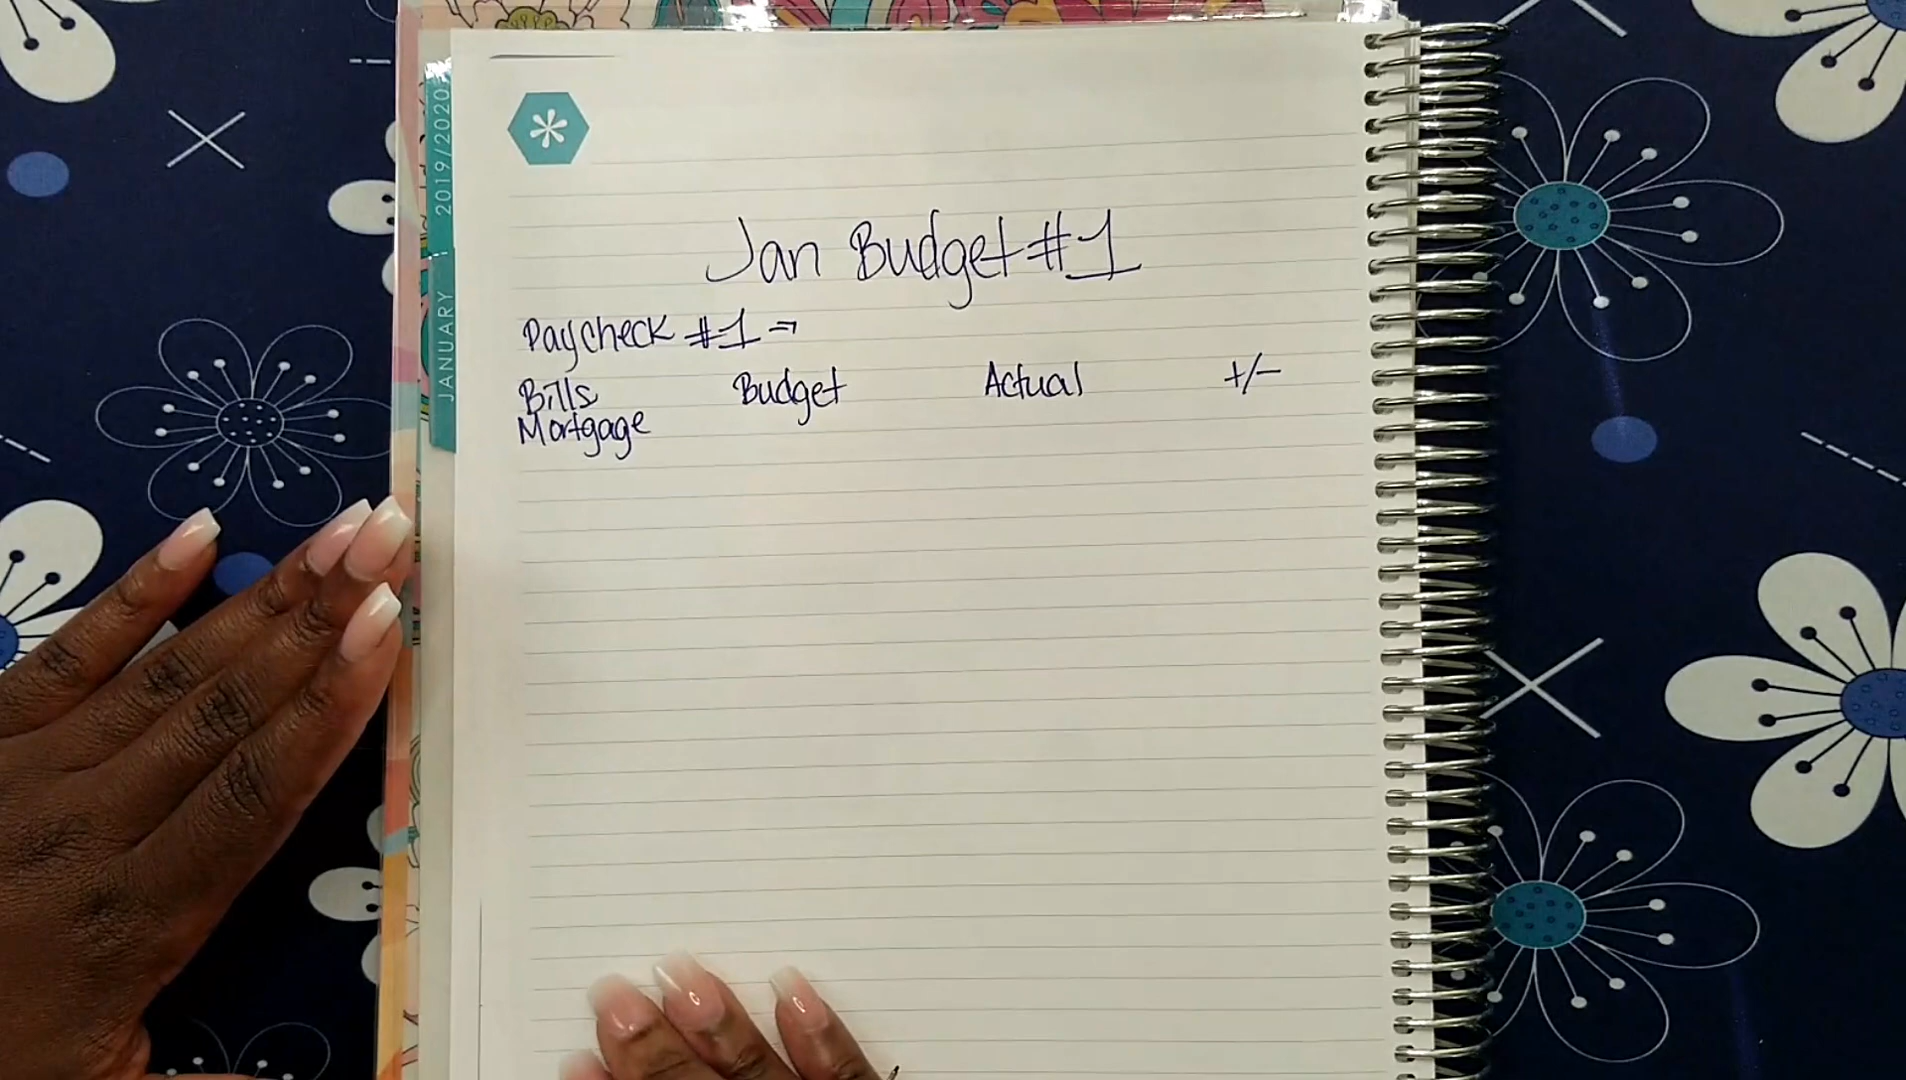 2019/2020
JANUARY
Jan Budget #1
Paycheck #1 ⇒
Bills Budget Actual +/-
Mortgage